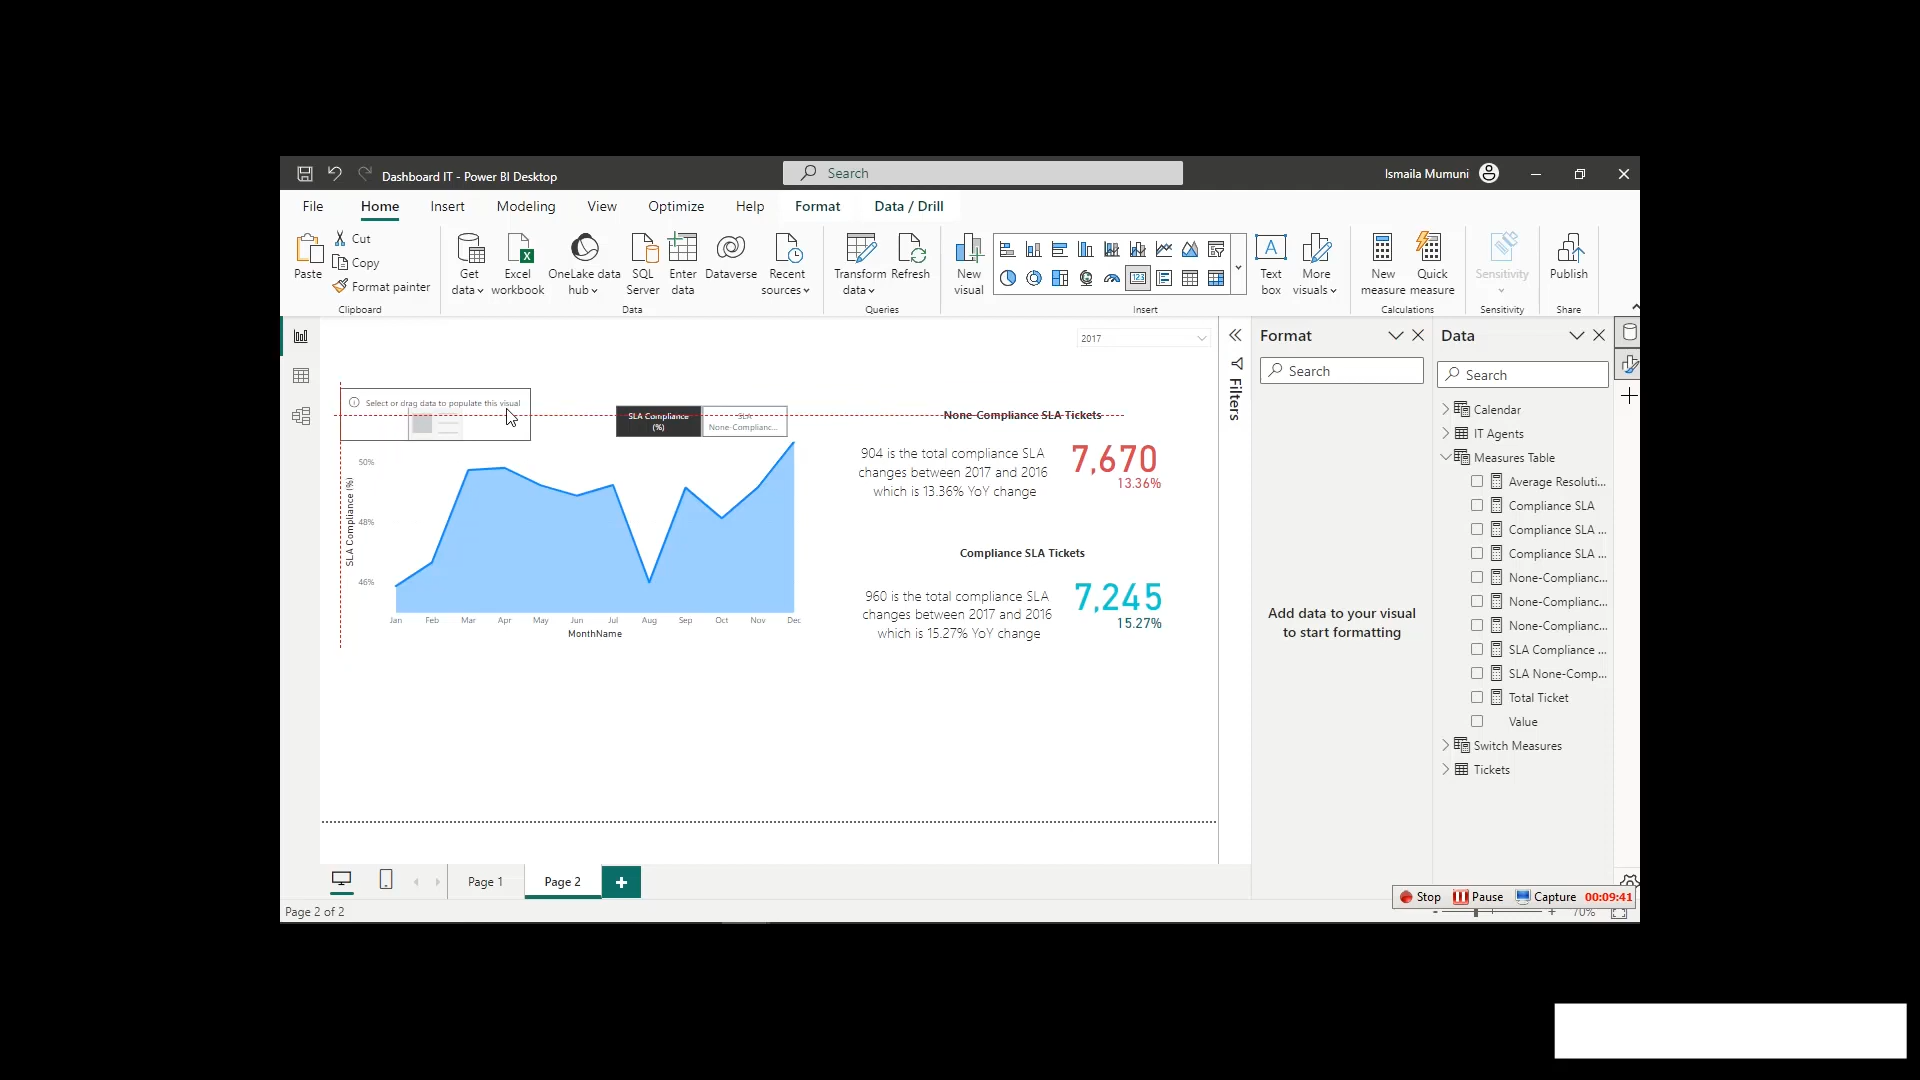 Dashboard IT - Power BI Desktop
Search
Ismaila Mumuni
File
Home
Insert
Modeling
View
Optimize
Help
Format
Data / Drill
Paste
Cut
Copy
Format painter
Clipboard
Get
data
Excel
workbook
OneLake data
hub
SQL
Server
Enter
data
Dataverse
Recent
sources
Data
Transform
data
Refresh
Queries
New
visual
Text
box
More
visuals
Insert
New
measure
Quick
measure
Calculations
Sensitivity
Sensitivity
Publish
Share
2017
Select or drag data to populate this visual
SLA Compliance
(%)
SLA
None-Complianc...
50%
48%
46%
SLA Compliance (%)
Jan Feb Mar Apr May Jun Jul Aug Sep Oct Nov Dec
MonthName
None-Compliance SLA Tickets
904 is the total compliance SLA
changes between 2017 and 2016
which is 13.36% YoY change
7,670
13.36%
Compliance SLA Tickets
960 is the total compliance SLA
changes between 2017 and 2016
which is 15.27% YoY change
7,245
15.27%
Filters
Format
Search
Add data to your visual
to start formatting
Data
Search
Calendar
IT Agents
Measures Table
Average Resoluti...
Compliance SLA
Compliance SLA ...
Compliance SLA ...
None-Complianc...
None-Complianc...
None-Complianc...
SLA Compliance ...
SLA None-Comp...
Total Ticket
Value
Switch Measures
Tickets
Page 1
Page 2
Page 2 of 2
Stop
Pause
Capture
00:09:41
70%